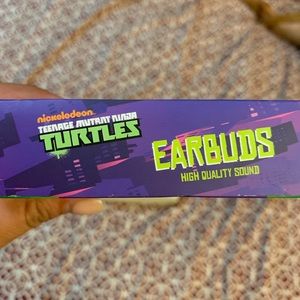 nickelodeon
TEENAGE MUTANT NINJA
TURTLES
EARBUDS
HIGH QUALITY SOUND